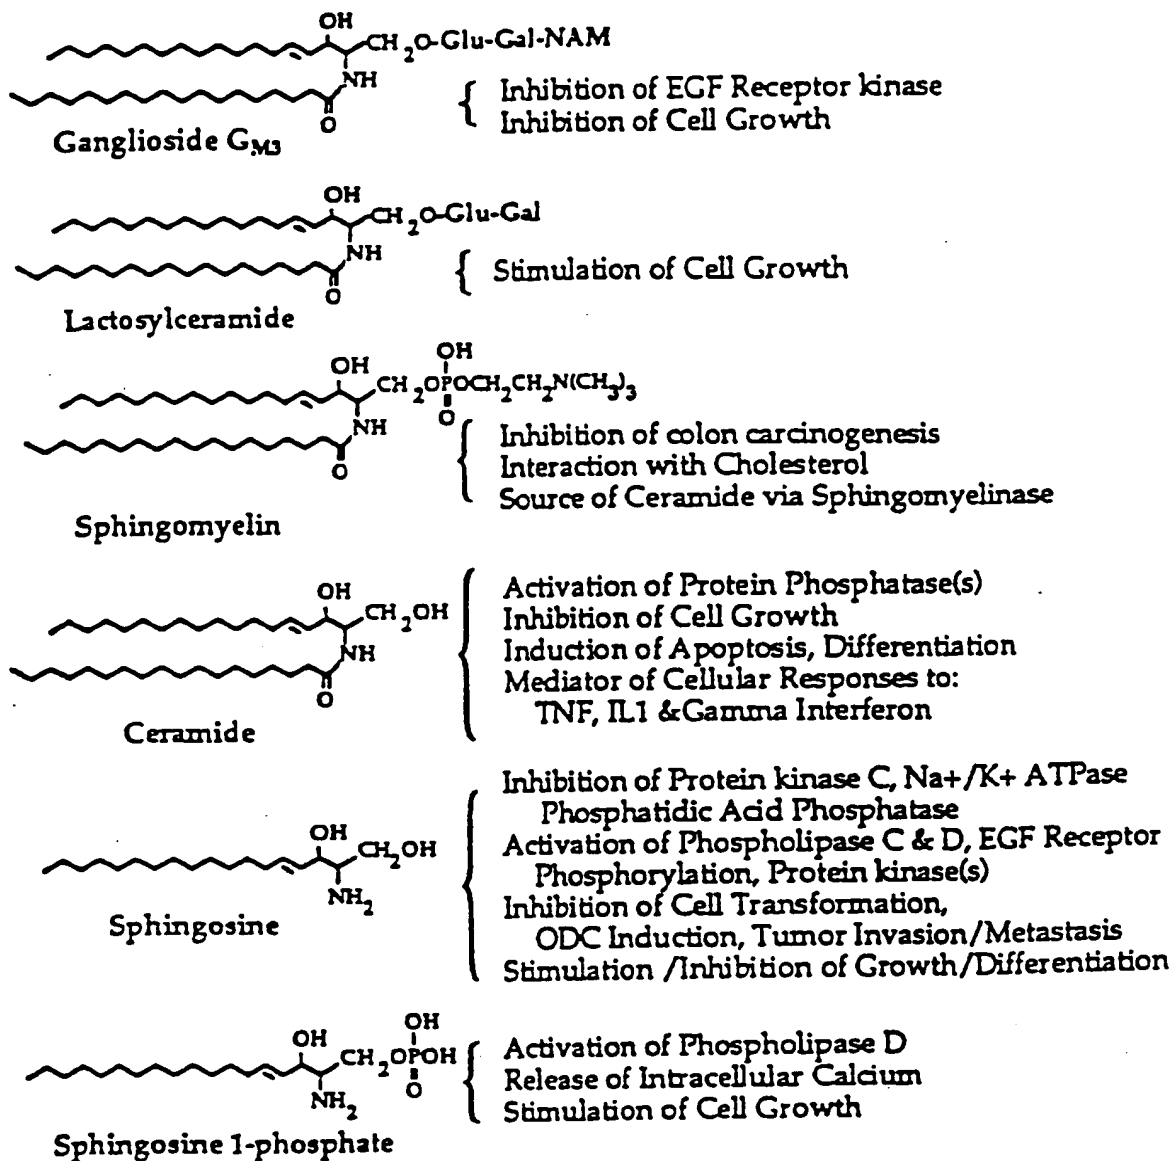 OH
CH2O-Glu-Gal-NAM
NH
O
Inhibition of EGF Receptor kinase
Inhibition of Cell Growth
Ganglioside GM3
OH
CH2O-Glu-Gal
NH
O
Stimulation of Cell Growth
Lactosylceramide
OH
OH
CH2OPOCH2CH2N(CH3)3
O
NH
O
Inhibition of colon carcinogenesis
Interaction with Cholesterol
Source of Ceramide via Sphingomyelinase
Sphingomyelin
OH
CH2OH
NH
O
Activation of Protein Phosphatase(s)
Inhibition of Cell Growth
Induction of Apoptosis, Differentiation
Mediator of Cellular Responses to:
TNF, IL1 &Gamma Interferon
Ceramide
OH
CH2OH
NH2
Inhibition of Protein kinase C, Na+/K+ ATPase
Phosphatidic Acid Phosphatase
Activation of Phospholipase C & D, EGF Receptor
Phosphorylation, Protein kinase(s)
Inhibition of Cell Transformation,
ODC Induction, Tumor Invasion/Metastasis
Stimulation /Inhibition of Growth/Differentiation
Sphingosine
OH
OH
CH2OPOH
O
NH2
Activation of Phospholipase D
Release of Intracellular Calcium
Stimulation of Cell Growth
Sphingosine 1-phosphate